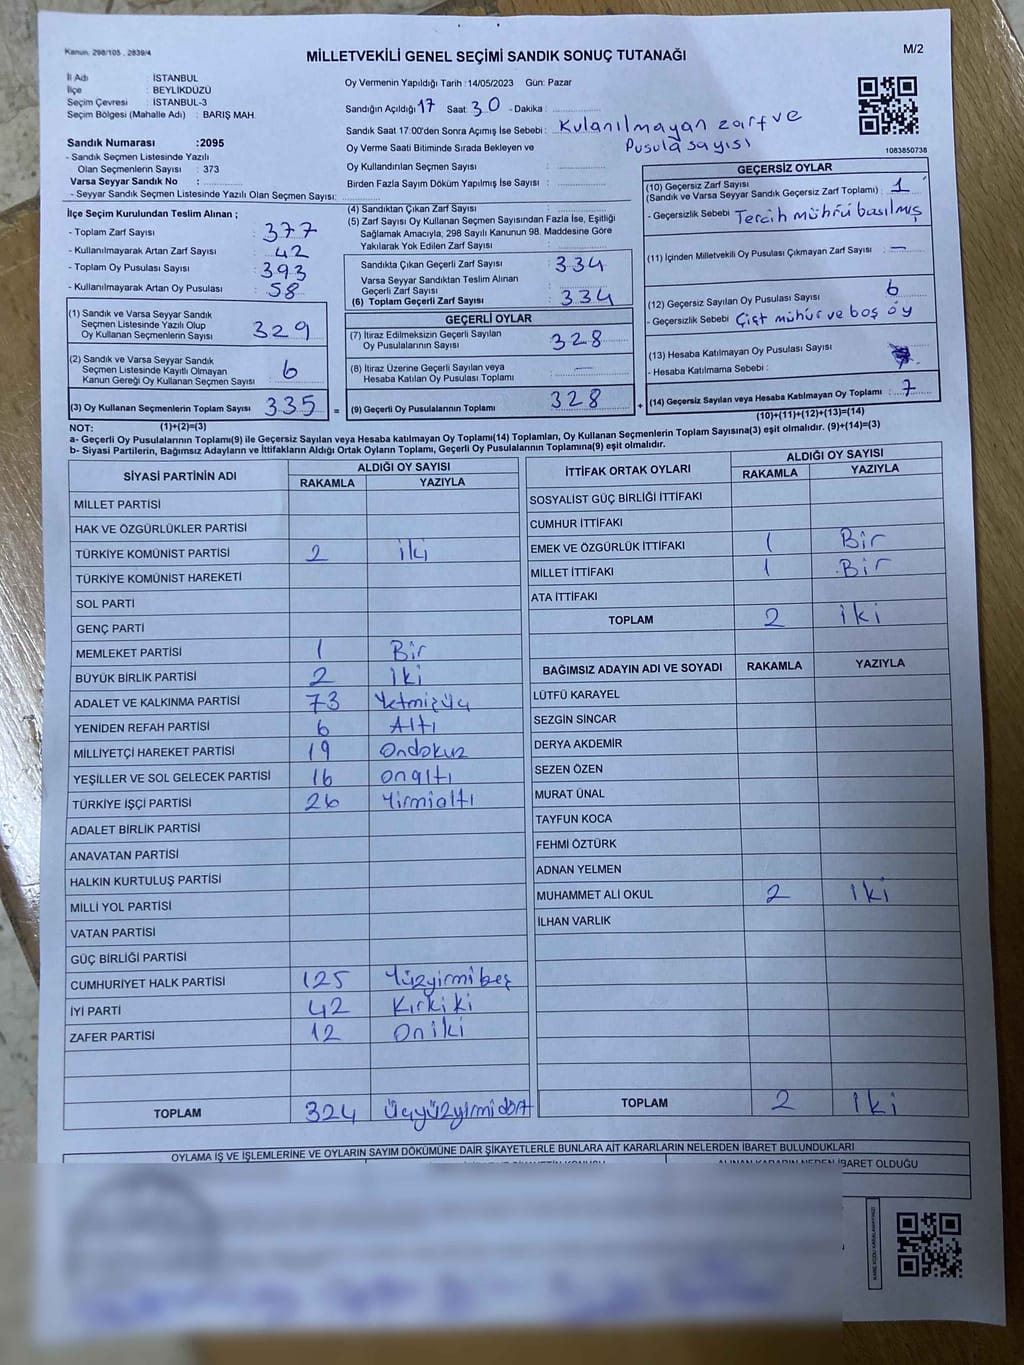 Kanun. 298/105 , 2839/4
MİLLETVEKİLİ GENEL SEÇİMİ SANDIK SONUÇ TUTANAĞI
M/2
İl Adı : İSTANBUL
İlçe : BEYLİKDÜZÜ
Seçim Çevresi : İSTANBUL-3
Seçim Bölgesi (Mahalle Adı) : BARIŞ MAH.
Sandık Numarası :2095
- Sandık Seçmen Listesinde Yazılı
Olan Seçmenlerin Sayısı : 373
Varsa Seyyar Sandık No :
- Seyyar Sandık Seçmen Listesinde Yazılı Olan Seçmen Sayısı:
Oy Vermenin Yapıldığı Tarih : 14/05/2023 Gün: Pazar
Sandığın Açıldığı 17 Saat 30 - Dakika :
Sandık Saat 17:00'den Sonra Açımış İse Sebebi : Kulanılmayan zarf ve
Pusula sayısı
Oy Verme Saati Bitiminde Sırada Bekleyen ve
Oy Kullandırılan Seçmen Sayısı :
Birden Fazla Sayım Döküm Yapılmış İse Sayısı :
1083850738
İlçe Seçim Kurulundan Teslim Alınan ;
- Toplam Zarf Sayısı : 377
- Kullanılmayarak Artan Zarf Sayısı : 42
- Toplam Oy Pusulası Sayısı : 393
- Kullanılmayarak Artan Oy Pusulası : 58
(1) Sandık ve Varsa Seyyar Sandık
Seçmen Listesinde Yazılı Olup
Oy Kullanan Seçmenlerin Sayısı 329
(2) Sandık ve Varsa Seyyar Sandık
Seçmen Listesinde Kayıtlı Olmayan
Kanun Gereği Oy Kullanan Seçmen Sayısı 6
(3) Oy Kullanan Seçmenlerin Toplam Sayısı 335 =
(1)+(2)=(3)
(4) Sandıktan Çıkan Zarf Sayısı :
(5) Zarf Sayısı Oy Kullanan Seçmen Sayısından Fazla İse, Eşitliği
Sağlamak Amacıyla, 298 Sayılı Kanunun 98. Maddesine Göre
Yakılarak Yok Edilen Zarf Sayısı :
Sandıkta Çıkan Geçerli Zarf Sayısı : 334
Varsa Seyyar Sandıktan Teslim Alınan
Geçerli Zarf Sayısı :
(6) Toplam Geçerli Zarf Sayısı : 334
GEÇERLİ OYLAR
(7) İtiraz Edilmeksizin Geçerli Sayılan
Oy Pusulalarının Sayısı 328
(8) İtiraz Üzerine Geçerli Sayılan veya
Hesaba Katılan Oy Pusulası Toplamı —
(9) Geçerli Oy Pusulalarının Toplamı 328 +
GEÇERSİZ OYLAR
(10) Geçersiz Zarf Sayısı
(Sandık ve Varsa Seyyar Sandık Geçersiz Zarf Toplamı) : 1
- Geçersizlik Sebebi Tercih mührü basılmış
(11) İçinden Milletvekili Oy Pusulası Çıkmayan Zarf Sayısı : —
(12) Geçersiz Sayılan Oy Pusulası Sayısı 6
- Geçersizlik Sebebi Çift mühür ve boş oy
(13) Hesaba Katılmayan Oy Pusulası Sayısı
- Hesaba Katılmama Sebebi :
(14) Geçersiz Sayılan veya Hesaba Katılmayan Oy Toplamı : 7
(10)+(11)+(12)+(13)=(14)
NOT:
a- Geçerli Oy Pusulalarının Toplamı(9) ile Geçersiz Sayılan veya Hesaba katılmayan Oy Toplamı(14) Toplamları, Oy Kullanan Seçmenlerin Toplam Sayısına(3) eşit olmalıdır. (9)+(14)=(3)
b- Siyasi Partilerin, Bağımsız Adayların ve İttifakların Aldığı Ortak Oyların Toplamı, Geçerli Oy Pusulalarının Toplamına(9) eşit olmalıdır.
SİYASİ PARTİNİN ADI ALDIĞI OY SAYISI
RAKAMLA YAZIYLA
MİLLET PARTİSİ
HAK VE ÖZGÜRLÜKLER PARTİSİ
TÜRKİYE KOMÜNİST PARTİSİ 2 iki
TÜRKİYE KOMÜNİST HAREKETİ
SOL PARTİ
GENÇ PARTİ
MEMLEKET PARTİSİ 1 Bir
BÜYÜK BİRLİK PARTİSİ 2 iki
ADALET VE KALKINMA PARTİSİ 73 Yetmişüç
YENİDEN REFAH PARTİSİ 6 Altı
MİLLİYETÇİ HAREKET PARTİSİ 19 Ondokuz
YEŞİLLER VE SOL GELECEK PARTİSİ 16 onaltı
TÜRKİYE İŞÇİ PARTİSİ 26 Yirmialtı
ADALET BİRLİK PARTİSİ
ANAVATAN PARTİSİ
HALKIN KURTULUŞ PARTİSİ
MİLLİ YOL PARTİSİ
VATAN PARTİSİ
GÜÇ BİRLİĞİ PARTİSİ
CUMHURİYET HALK PARTİSİ 125 Yüzyirmibeş
İYİ PARTİ 42 Kırkiki
ZAFER PARTİSİ 12 Oniki
TOPLAM 324 Üçyüzyirmidört
İTTİFAK ORTAK OYLARI ALDIĞI OY SAYISI
RAKAMLA YAZIYLA
SOSYALİST GÜÇ BİRLİĞİ İTTİFAKI
CUMHUR İTTİFAKI
EMEK VE ÖZGÜRLÜK İTTİFAKI 1 Bir
MİLLET İTTİFAKI 1 Bir
ATA İTTİFAKI
TOPLAM 2 iki
BAĞIMSIZ ADAYIN ADI VE SOYADI RAKAMLA YAZIYLA
LÜTFÜ KARAYEL
SEZGİN SİNCAR
DERYA AKDEMİR
SEZEN ÖZEN
MURAT ÜNAL
TAYFUN KOCA
FEHMİ ÖZTÜRK
ADNAN YELMEN
MUHAMMET ALİ OKUL 2 iki
İLHAN VARLIK
TOPLAM 2 iki
OYLAMA İŞ VE İŞLEMLERİNE VE OYLARIN SAYIM DÖKÜMÜNE DAİR ŞİKAYETLERLE BUNLARA AİT KARARLARIN NELERDEN İBARET BULUNDUKLARI
ALINAN KARARIN NEDEN İBARET OLDUĞU